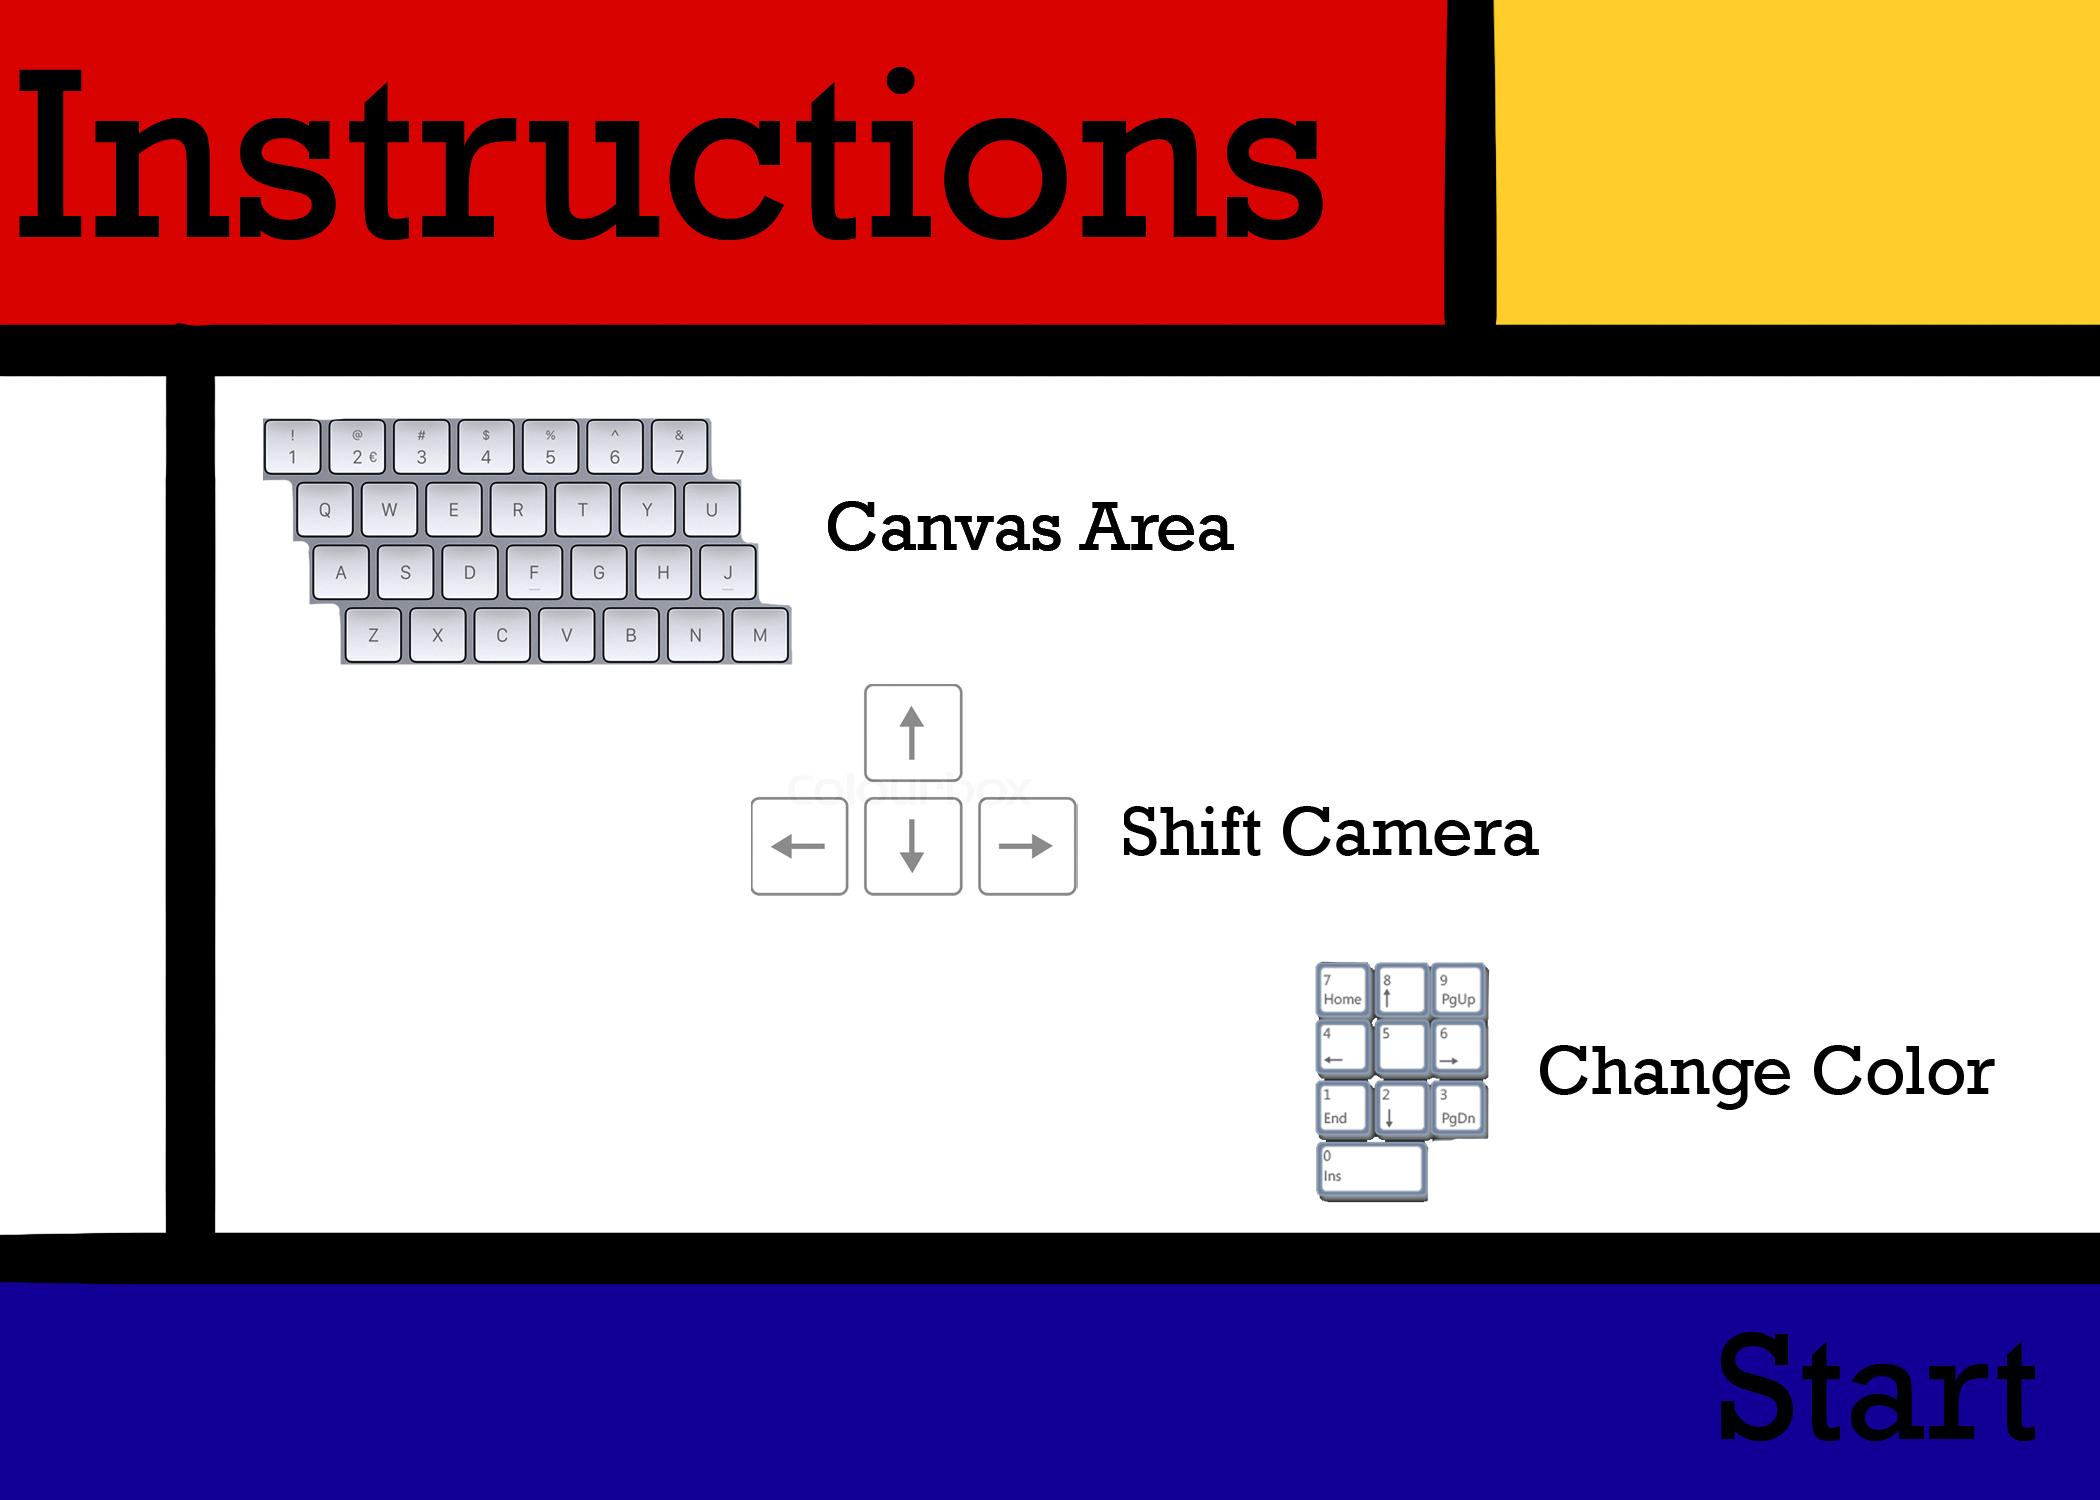 Instructions
! @ # $ % ^ &
1 2 € 3 4 5 6 7
Q W E R T Y U
A S D F G H J
Z X C V B N M
Canvas Area
colourbox
Shift Camera
7 8 9
Home ↑ PgUp
4 5 6
← →
1 2 3
End ↓ PgDn
0
Ins
Change Color
Start